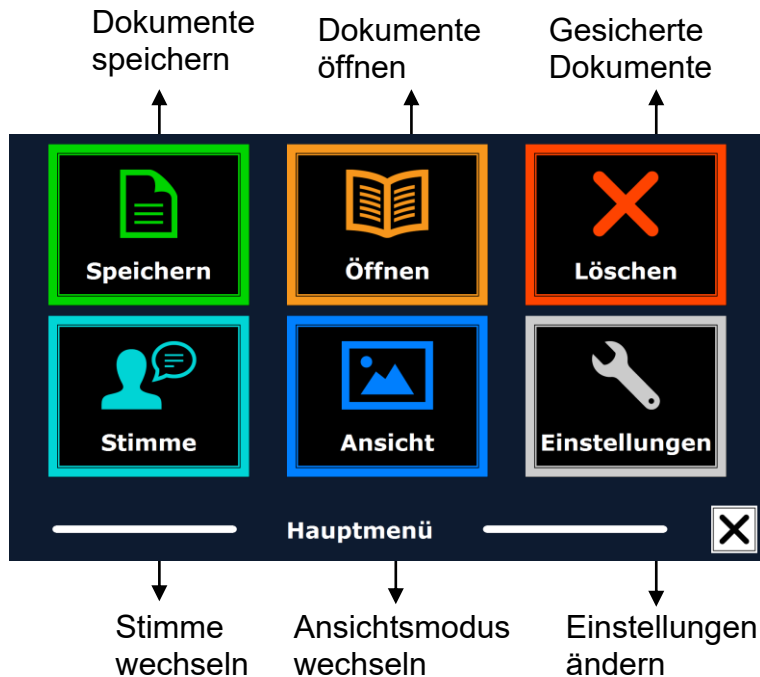 Dokumente
speichern
Dokumente
öffnen
Gesicherte
Dokumente
Speichern
Öffnen
Löschen
Stimme
Ansicht
Einstellungen
Hauptmenü
Stimme
wechseln
Ansichtsmodus
wechseln
Einstellungen
ändern